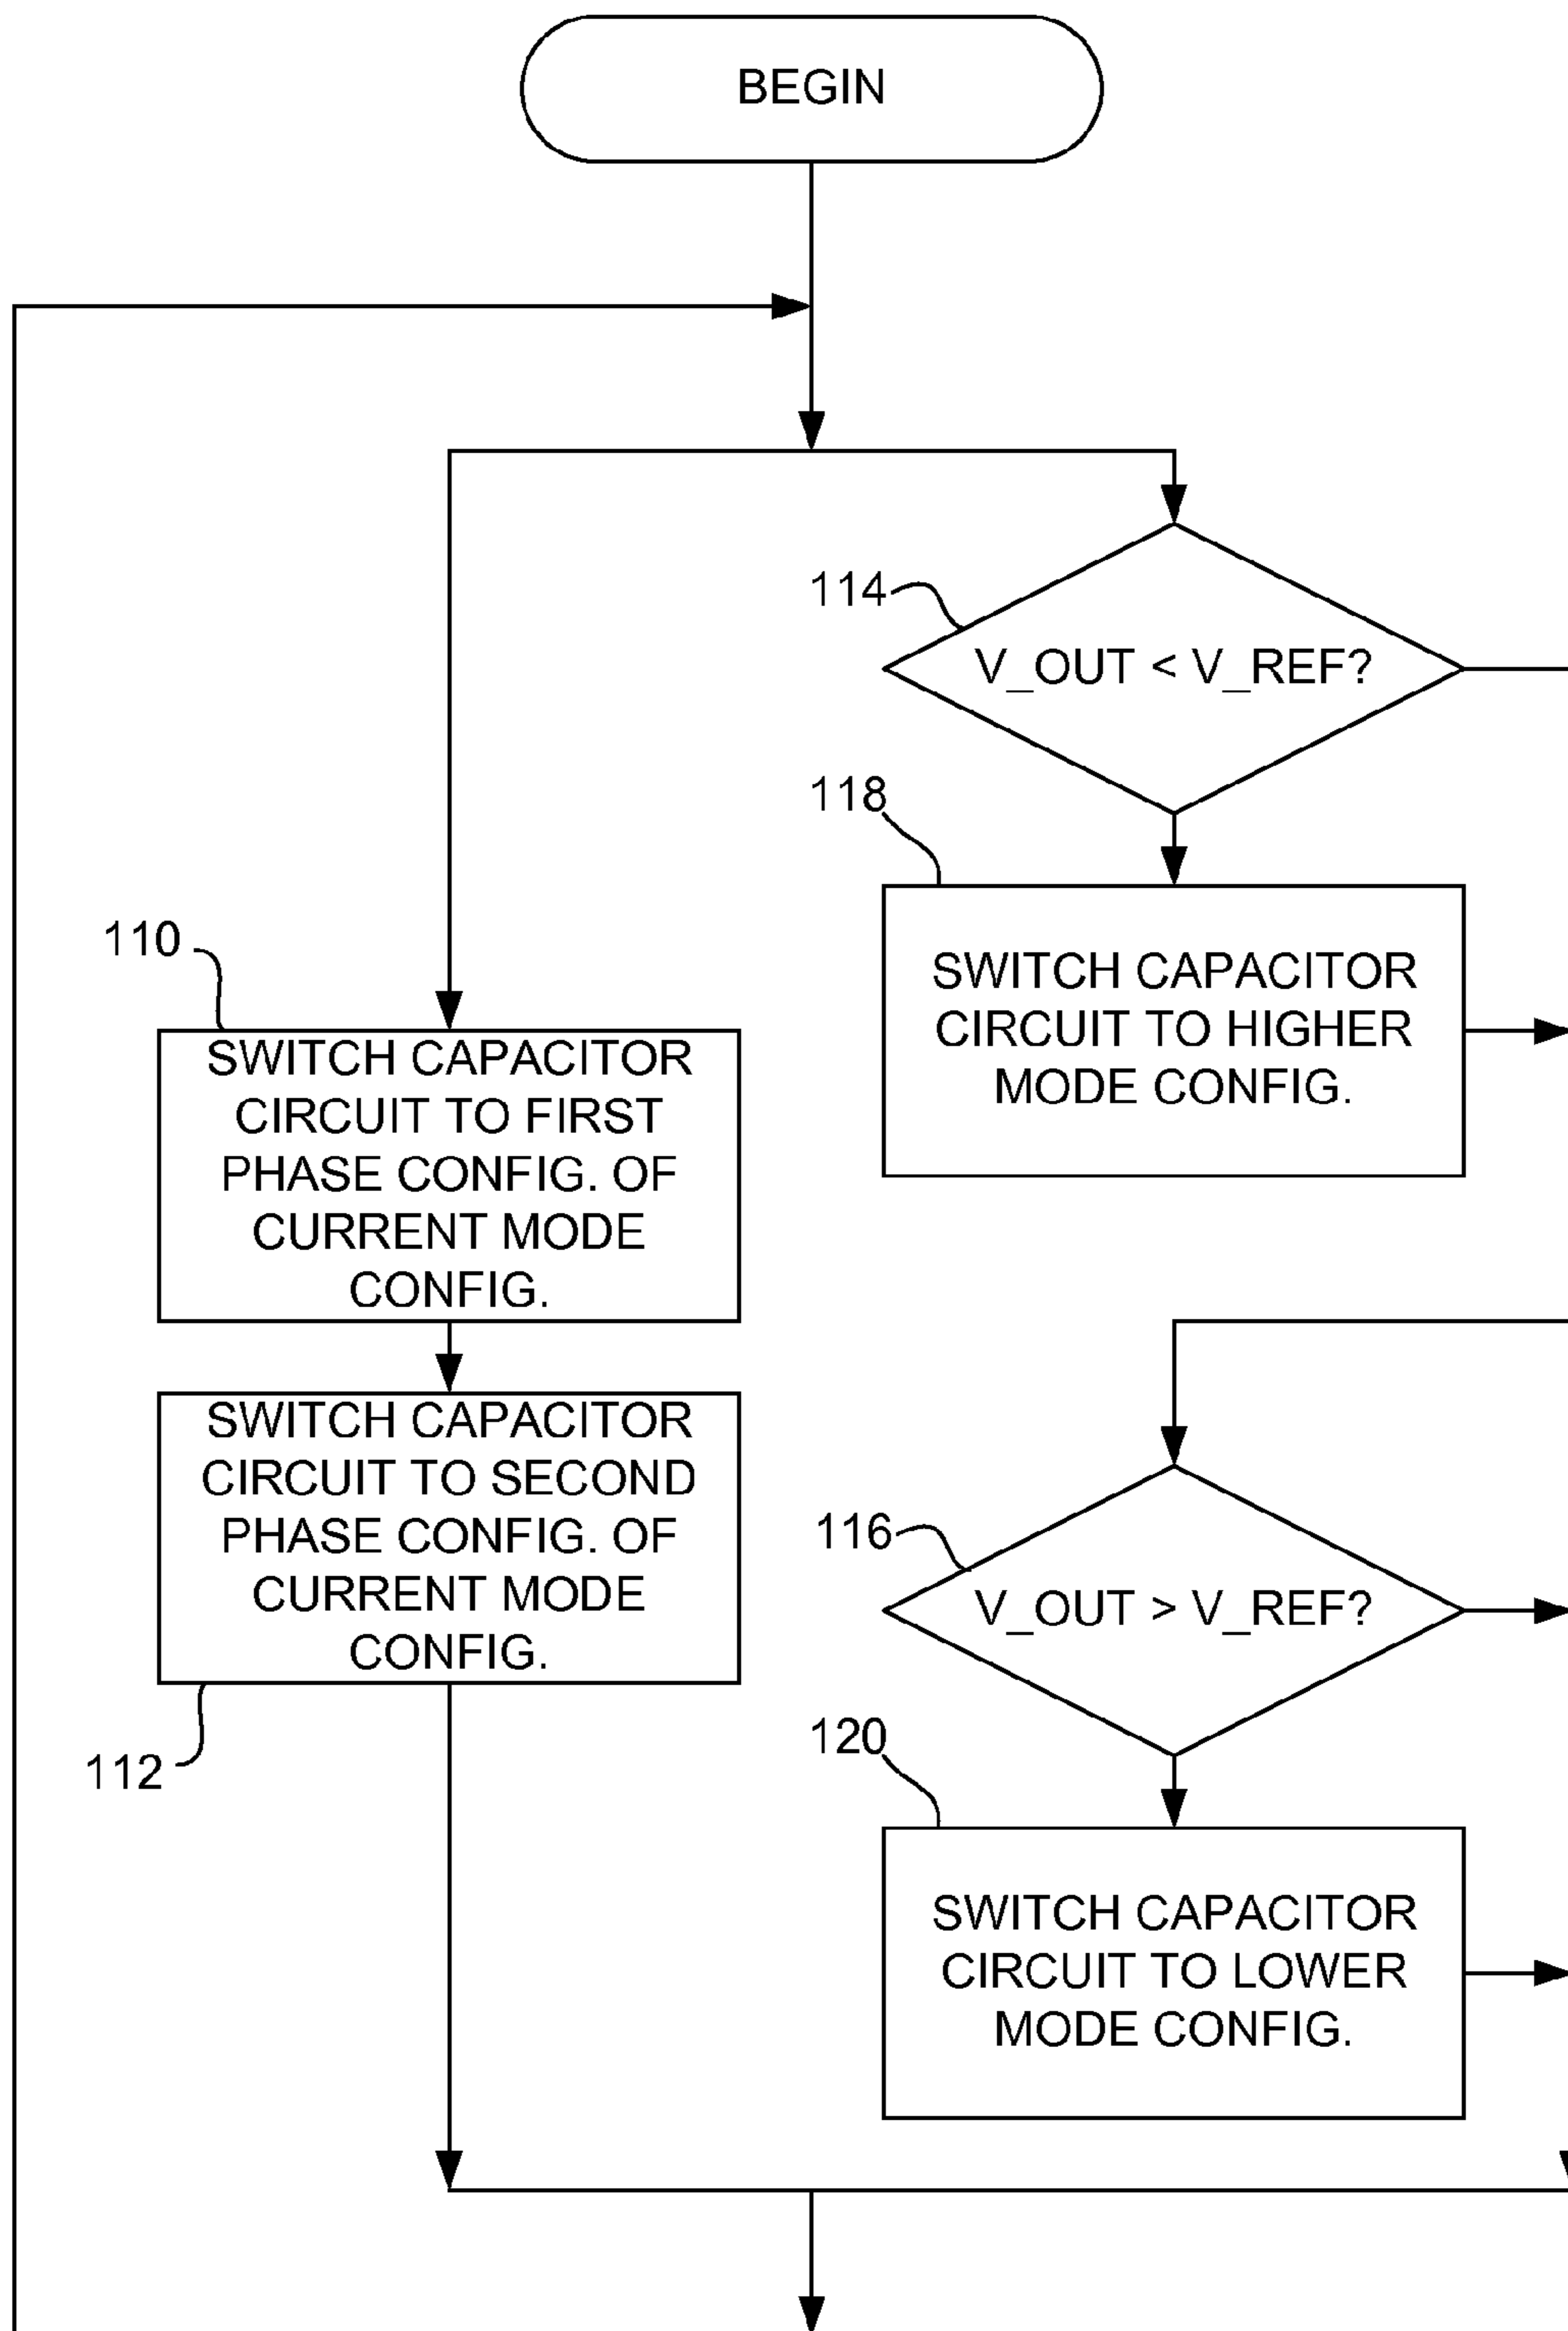 BEGIN
114
V_OUT < V_REF?
118
SWITCH CAPACITOR
CIRCUIT TO HIGHER
MODE CONFIG.
110
SWITCH CAPACITOR
CIRCUIT TO FIRST
PHASE CONFIG. OF
CURRENT MODE
CONFIG.
SWITCH CAPACITOR
CIRCUIT TO SECOND
PHASE CONFIG. OF
CURRENT MODE
CONFIG.
112
116
V_OUT > V_REF?
120
SWITCH CAPACITOR
CIRCUIT TO LOWER
MODE CONFIG.